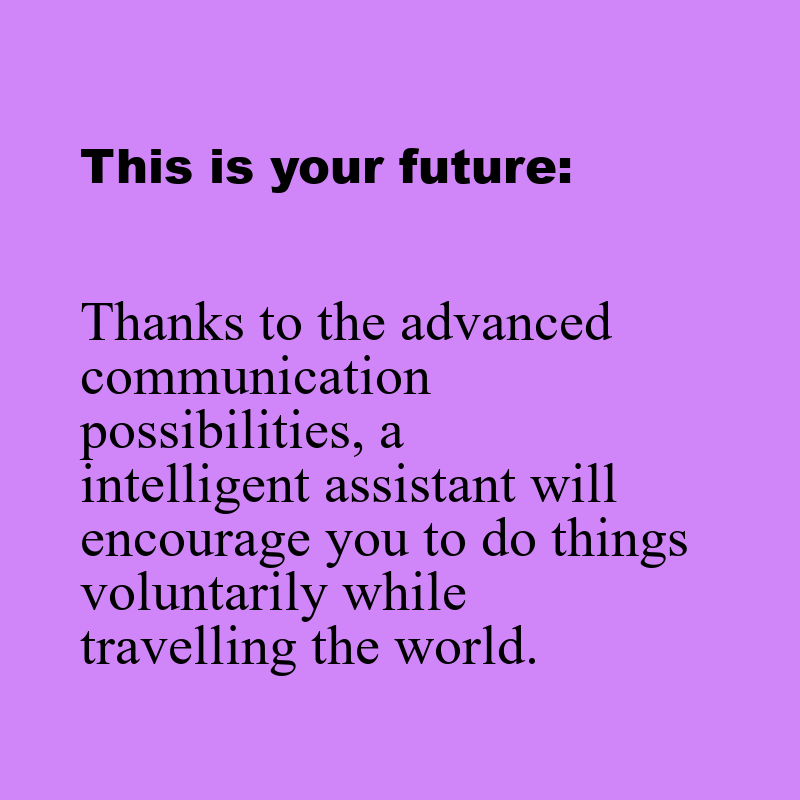 This is your future:
Thanks to the advanced
communication
possibilities, a
intelligent assistant will
encourage you to do things
voluntarily while
travelling the world.